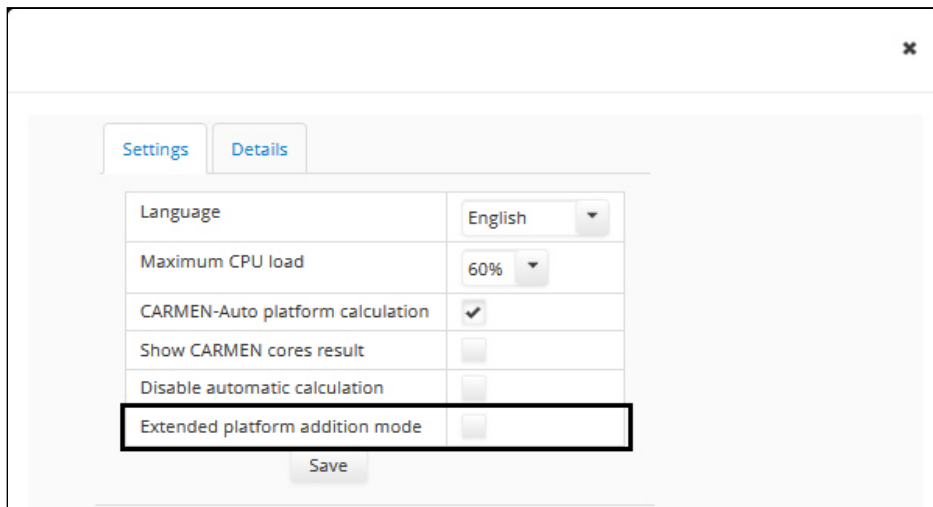 Settings Details
Language English
Maximum CPU load 60%
CARMEN-Auto platform calculation
Show CARMEN cores result
Disable automatic calculation
Extended platform addition mode
Save